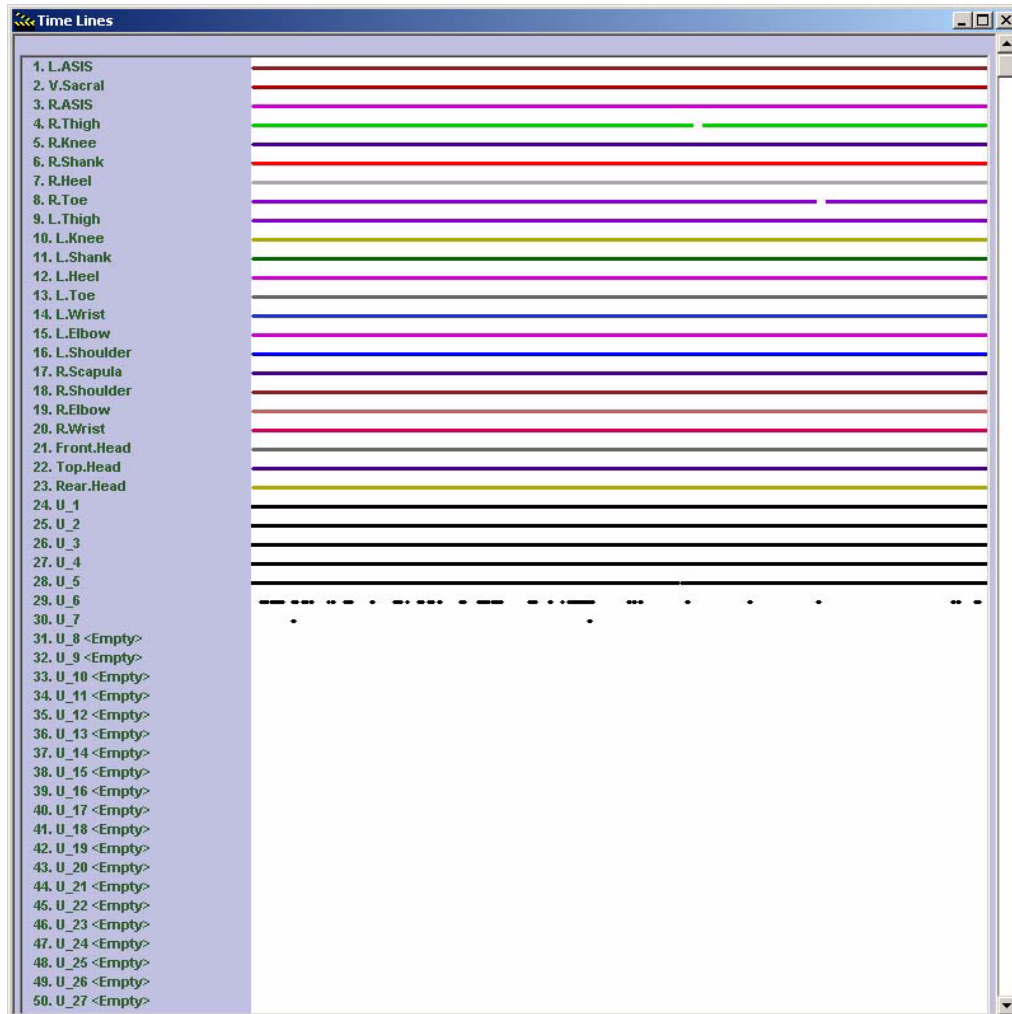 Time Lines
1. L.ASIS
2. V.Sacral
3. R.ASIS
4. R.Thigh
5. R.Knee
6. R.Shank
7. R.Heel
8. R.Toe
9. L.Thigh
10. L.Knee
11. L.Shank
12. L.Heel
13. L.Toe
14. L.Wrist
15. L.Elbow
16. L.Shoulder
17. R.Scapula
18. R.Shoulder
19. R.Elbow
20. R.Wrist
21. Front.Head
22. Top.Head
23. Rear.Head
24. U_1
25. U_2
26. U_3
27. U_4
28. U_5
29. U_6
30. U_7
31. U_8 <Empty>
32. U_9 <Empty>
33. U_10 <Empty>
34. U_11 <Empty>
35. U_12 <Empty>
36. U_13 <Empty>
37. U_14 <Empty>
38. U_15 <Empty>
39. U_16 <Empty>
40. U_17 <Empty>
41. U_18 <Empty>
42. U_19 <Empty>
43. U_20 <Empty>
44. U_21 <Empty>
45. U_22 <Empty>
46. U_23 <Empty>
47. U_24 <Empty>
48. U_25 <Empty>
49. U_26 <Empty>
50. U_27 <Empty>